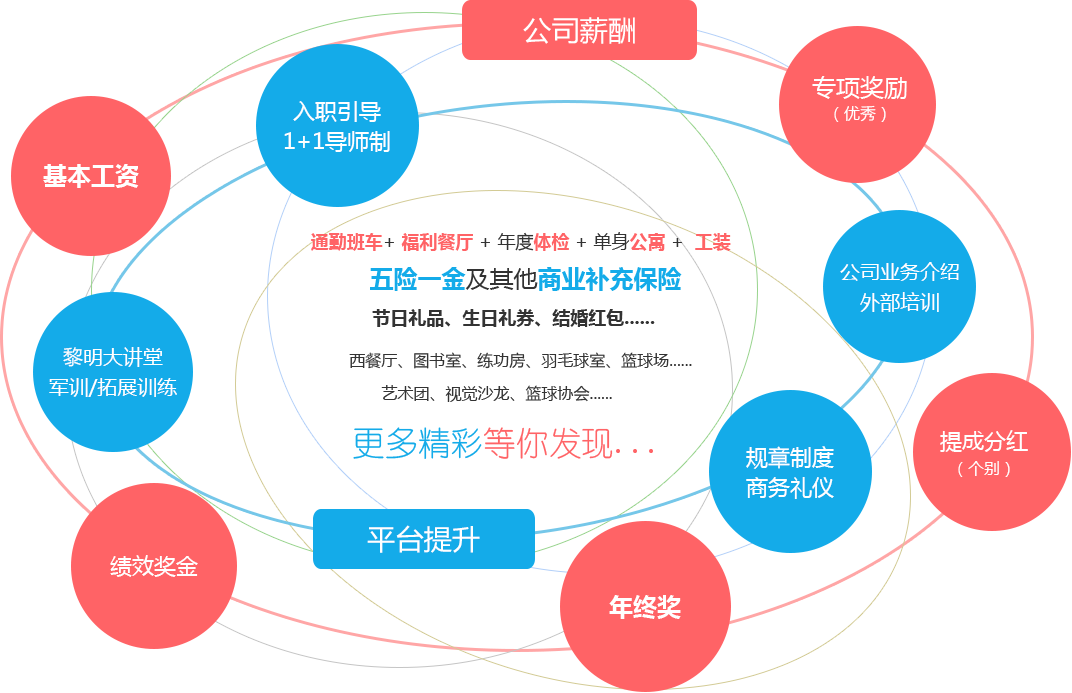 公司薪酬
专项奖励
（优秀）
入职引导
1+1导师制
基本工资
通勤班车+ 福利餐厅 + 年度体检 + 单身公寓 + 工装
五险一金及其他商业补充保险
节日礼品、生日礼券、结婚红包......
西餐厅、图书室、练功房、羽毛球室、篮球场......
艺术团、视觉沙龙、篮球协会......
更多精彩等你发现...
公司业务介绍
外部培训
黎明大讲堂
军训/拓展训练
提成分红
（个别）
规章制度
商务礼仪
平台提升
绩效奖金
年终奖